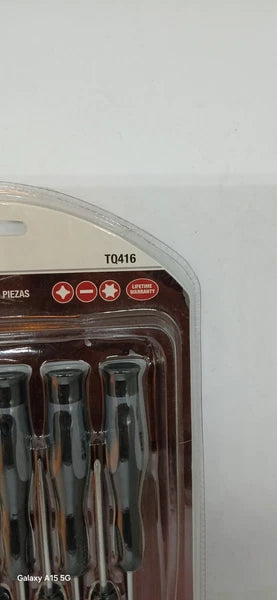 TQ416
PIEZAS
LIFETIME
WARRANTY
Galaxy A15 5G